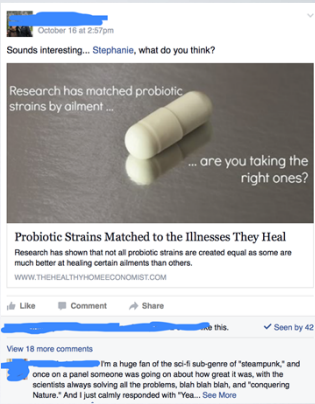 October 16 at 2:57pm
Sounds interesting... Stephanie, what do you think?
Research has matched probiotic
strains by ailment ...
... are you taking the
right ones?
Probiotic Strains Matched to the Illnesses They Heal
Research has shown that not all probiotic strains are created equal as some are
much better at healing certain ailments than others.
WWW.THEHEALTHYHOMEECONOMIST.COM
Like Comment Share
this. ✓ Seen by 42
View 18 more comments
I'm a huge fan of the sci-fi sub-genre of "steampunk," and
once on a panel someone was going on about how great it was, with the
scientists always solving all the problems, blah blah blah, and "conquering
Nature." And I just calmly responded with "Yea... See More